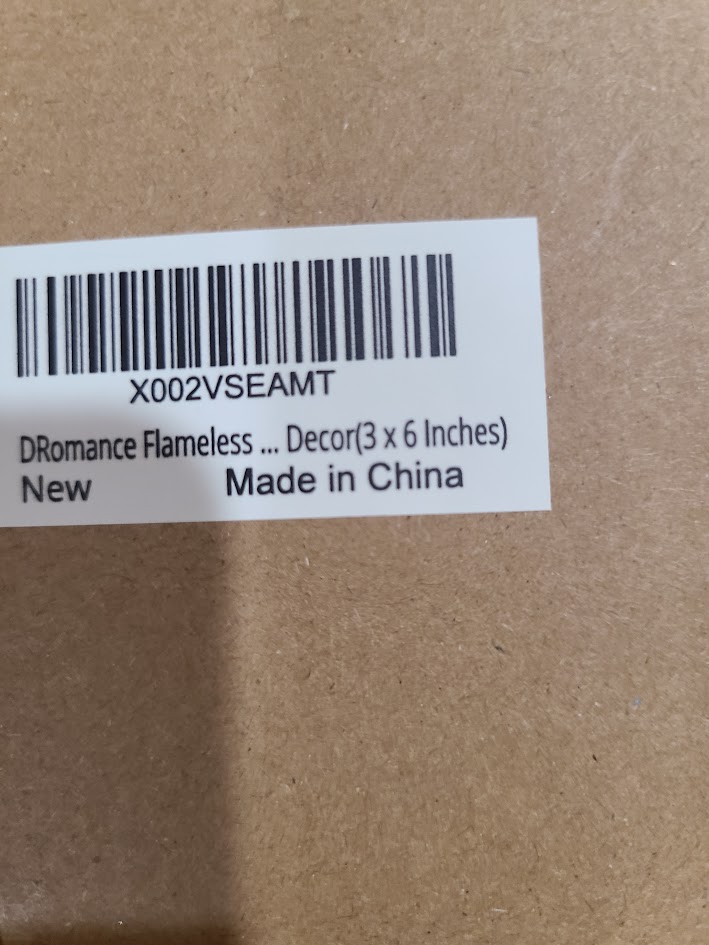 X002VSEAMT
DRomance Flameless ... Decor(3 x 6 Inches)
New Made in China